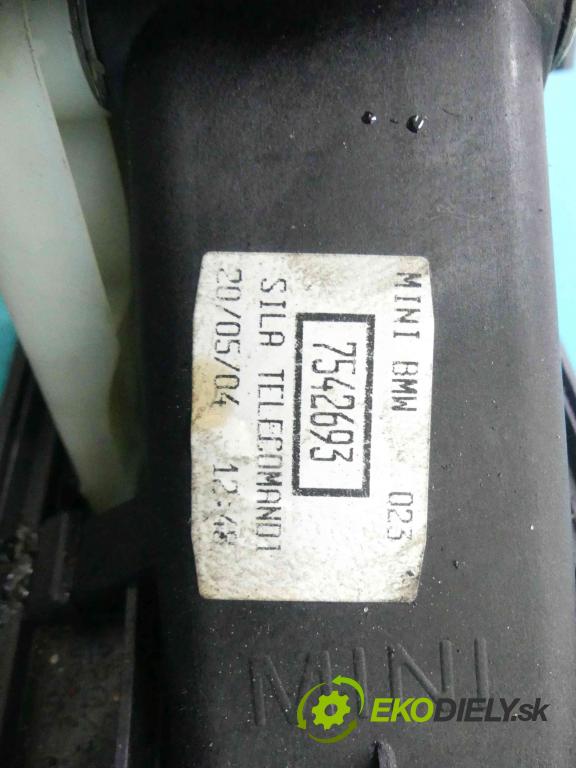 MINI BMW 023
7542693
SILA TELECOMANDI
20/05/04 12:48
MINI
EKODIELY.sk